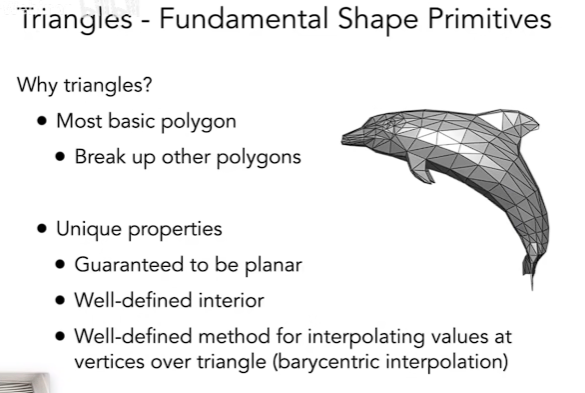 Triangles - Fundamental Shape Primitives
Why triangles?
• Most basic polygon
• Break up other polygons
• Unique properties
• Guaranteed to be planar
• Well-defined interior
• Well-defined method for interpolating values at
vertices over triangle (barycentric interpolation)